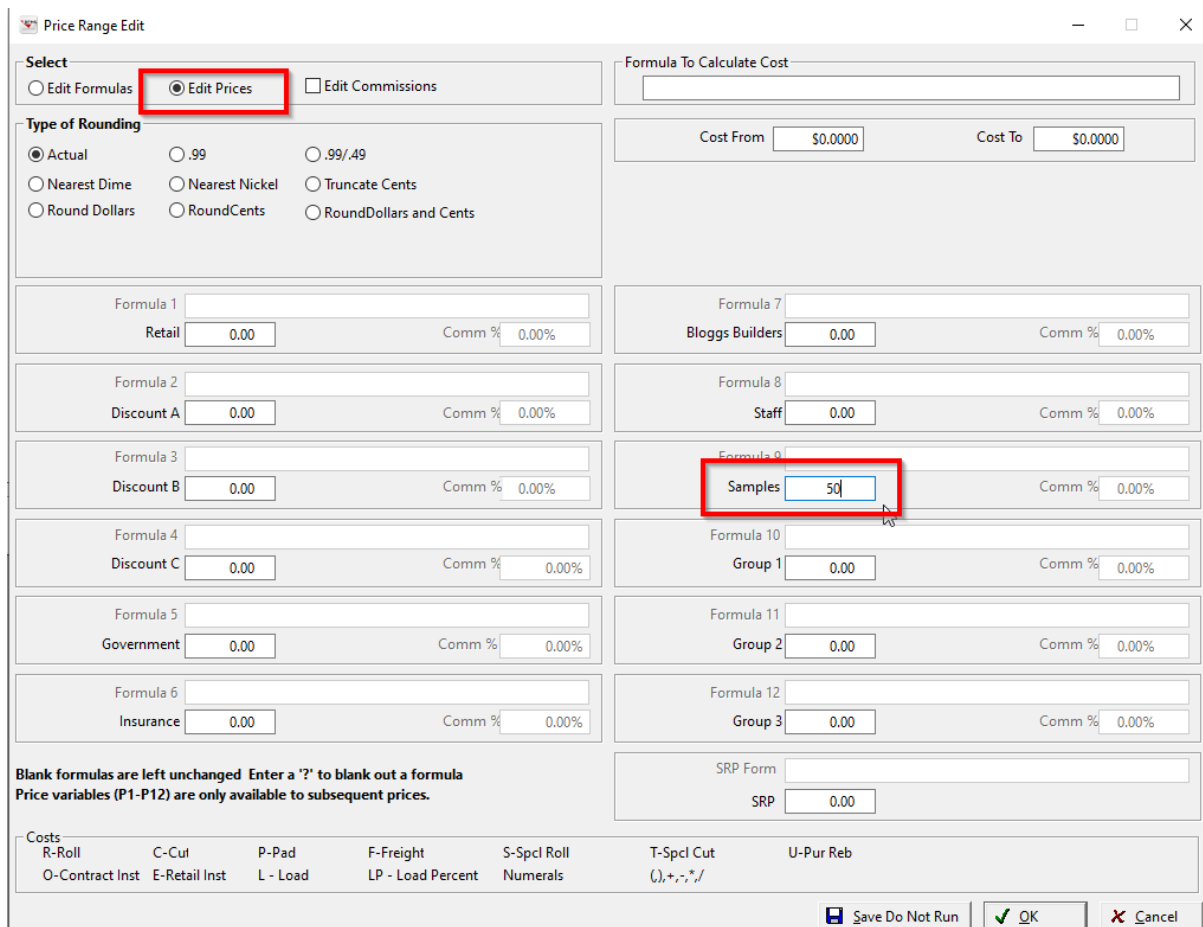 Price Range Edit
Select
Edit Formulas Edit Prices Edit Commissions
Formula To Calculate Cost
Type of Rounding
Actual .99 .99/.49
Nearest Dime Nearest Nickel Truncate Cents
Round Dollars RoundCents RoundDollars and Cents
Cost From $0.0000 Cost To $0.0000
Formula 1
Retail 0.00 Comm % 0.00%
Formula 7
Bloggs Builders 0.00 Comm % 0.00%
Formula 2
Discount A 0.00 Comm % 0.00%
Formula 8
Staff 0.00 Comm % 0.00%
Formula 3
Discount B 0.00 Comm % 0.00%
Formula 9
Samples 50 Comm % 0.00%
Formula 4
Discount C 0.00 Comm % 0.00%
Formula 10
Group 1 0.00 Comm % 0.00%
Formula 5
Government 0.00 Comm % 0.00%
Formula 11
Group 2 0.00 Comm % 0.00%
Formula 6
Insurance 0.00 Comm % 0.00%
Formula 12
Group 3 0.00 Comm % 0.00%
Blank formulas are left unchanged Enter a '?' to blank out a formula
Price variables (P1-P12) are only available to subsequent prices.
SRP Form
SRP 0.00
Costs
R-Roll C-Cut P-Pad F-Freight S-Spcl Roll T-Spcl Cut U-Pur Reb
O-Contract Inst E-Retail Inst L - Load LP - Load Percent Numerals (,),+,-,*,/
Save Do Not Run OK Cancel